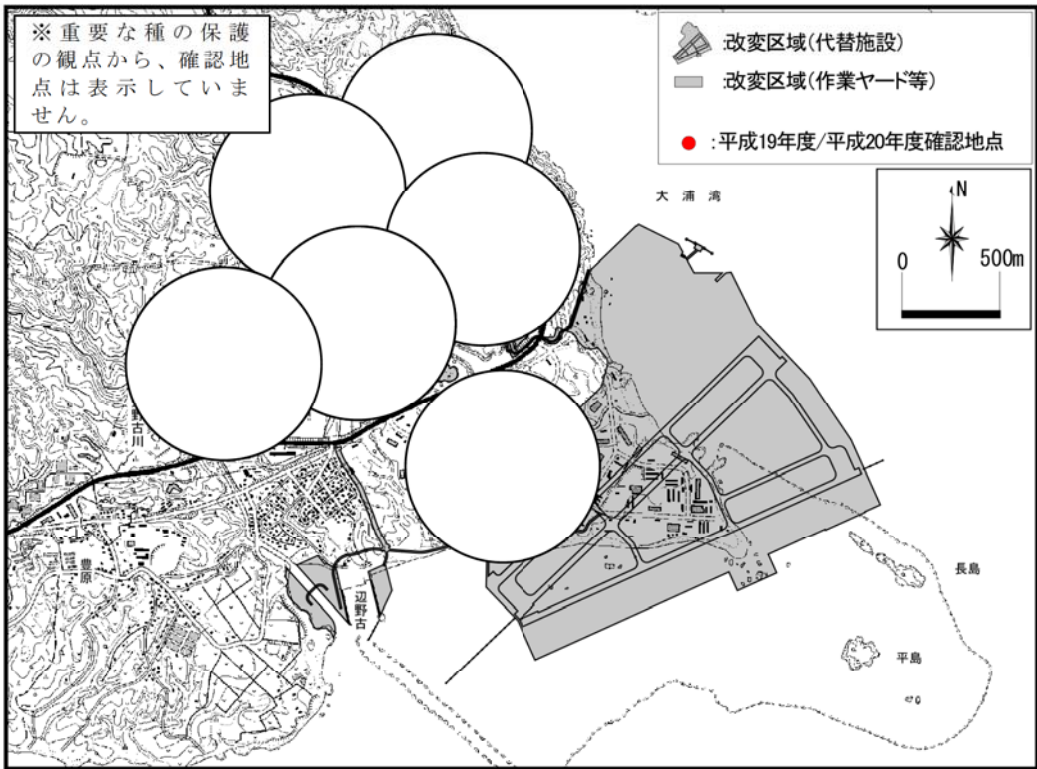 ※重要な種の保護
の観点から、確認地
点は表示していま
せん。
:改変区域(代替施設)
:改変区域(作業ヤード等)
:平成19年度/平成20年度確認地点
大浦湾
N
0 500m
野古川
豊原
辺野古
長島
平島